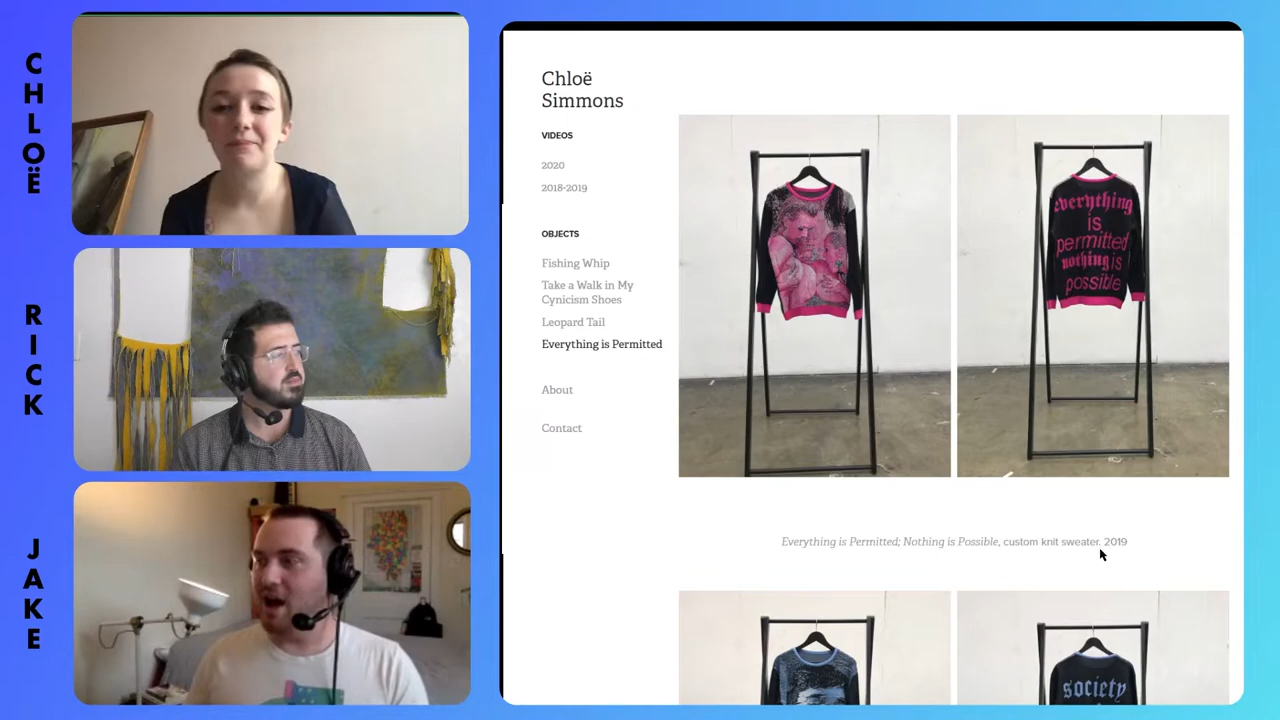 CHLOË
RICK
JAKE
Chloë
Simmons
VIDEOS
2020
2018-2019
OBJECTS
Fishing Whip
Take a Walk in My
Cynicism Shoes
Leopard Tail
Everything is Permitted
About
Contact
everything
is
permitted
nothing is
possible
Everything is Permitted; Nothing is Possible, custom knit sweater. 2019
society